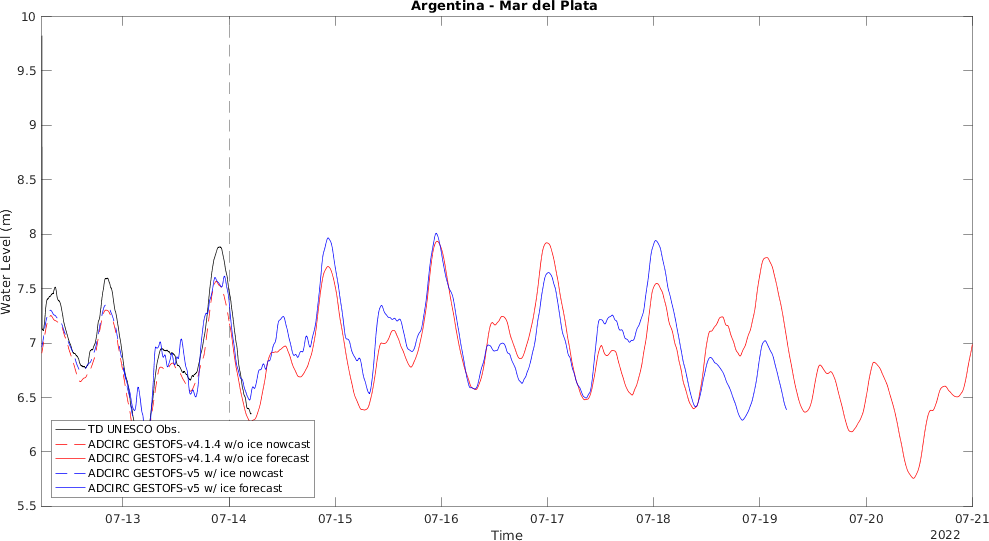 Argentina - Mar del Plata
10
9.5
9
8.5
8
7.5
7
6.5
6
5.5
Water Level (m)
TD UNESCO Obs.
ADCIRC GESTOFS-v4.1.4 w/o ice nowcast
ADCIRC GESTOFS-v4.1.4 w/o ice forecast
ADCIRC GESTOFS-v5 w/ ice nowcast
ADCIRC GESTOFS-v5 w/ ice forecast
07-13 07-14 07-15 07-16 07-17 07-18 07-19 07-20 07-21
Time
2022